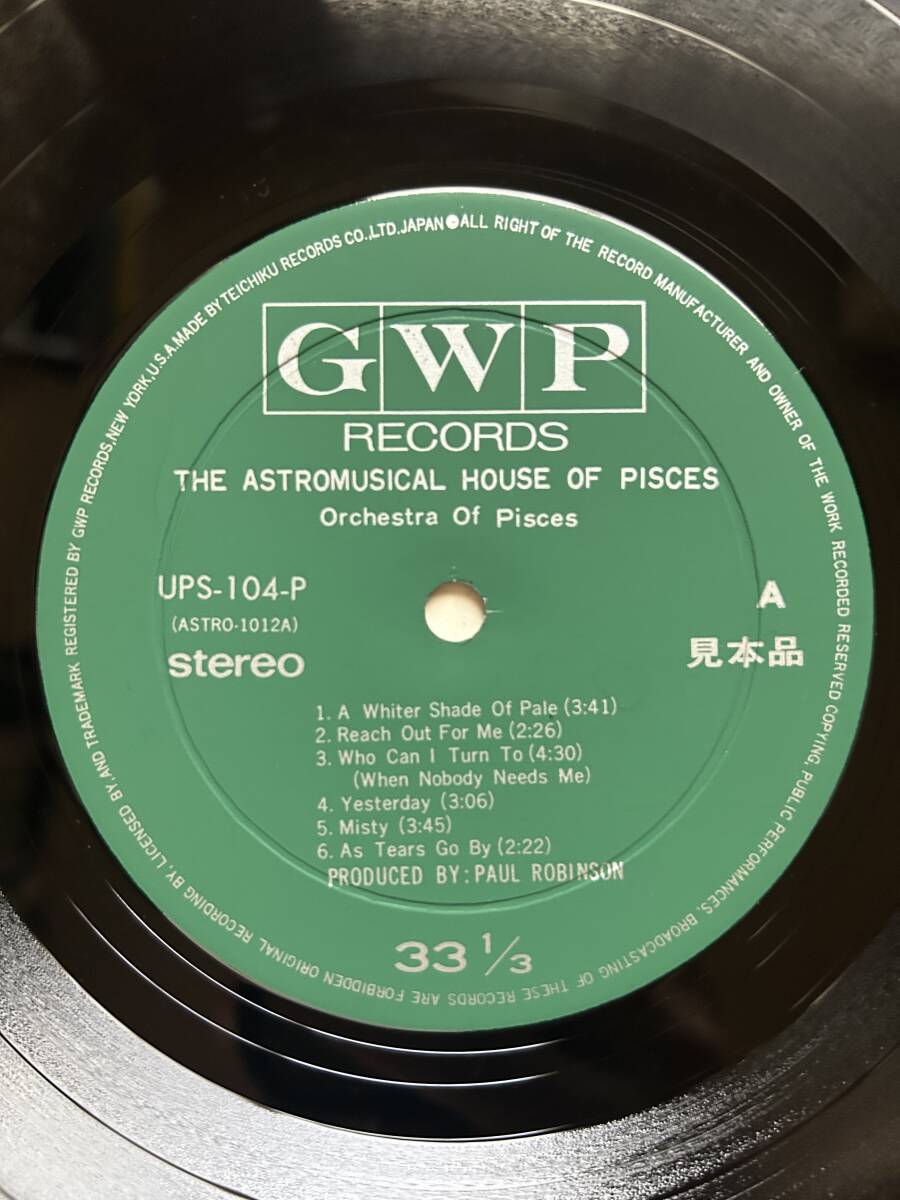 ORIGINAL RECORDING BY, LICENSED BY, AND TRADEMARK REGISTERED BY GWP RECORDS, NEW YORK, U.S.A. MADE BY TEICHIKU RECORDS CO.,LTD. JAPAN ALL RIGHT OF THE RECORD MANUFACTURER AND OWNER OF THE WORK RECORDED RESERVED COPYING, PUBLIC PERFORMANCES, BROADCASTING OF THESE RECORDS ARE FORBIDDEN
GWP
RECORDS
THE ASTROMUSICAL HOUSE OF PISCES
Orchestra Of Pisces
UPS-104-P
(ASTRO-1012A)
stereo
A
見本品
1. A Whiter Shade Of Pale (3:41)
2. Reach Out For Me (2:26)
3. Who Can I Turn To (4:30)
(When Nobody Needs Me)
4. Yesterday (3:06)
5. Misty (3:45)
6. As Tears Go By (2:22)
PRODUCED BY: PAUL ROBINSON
33 1/3